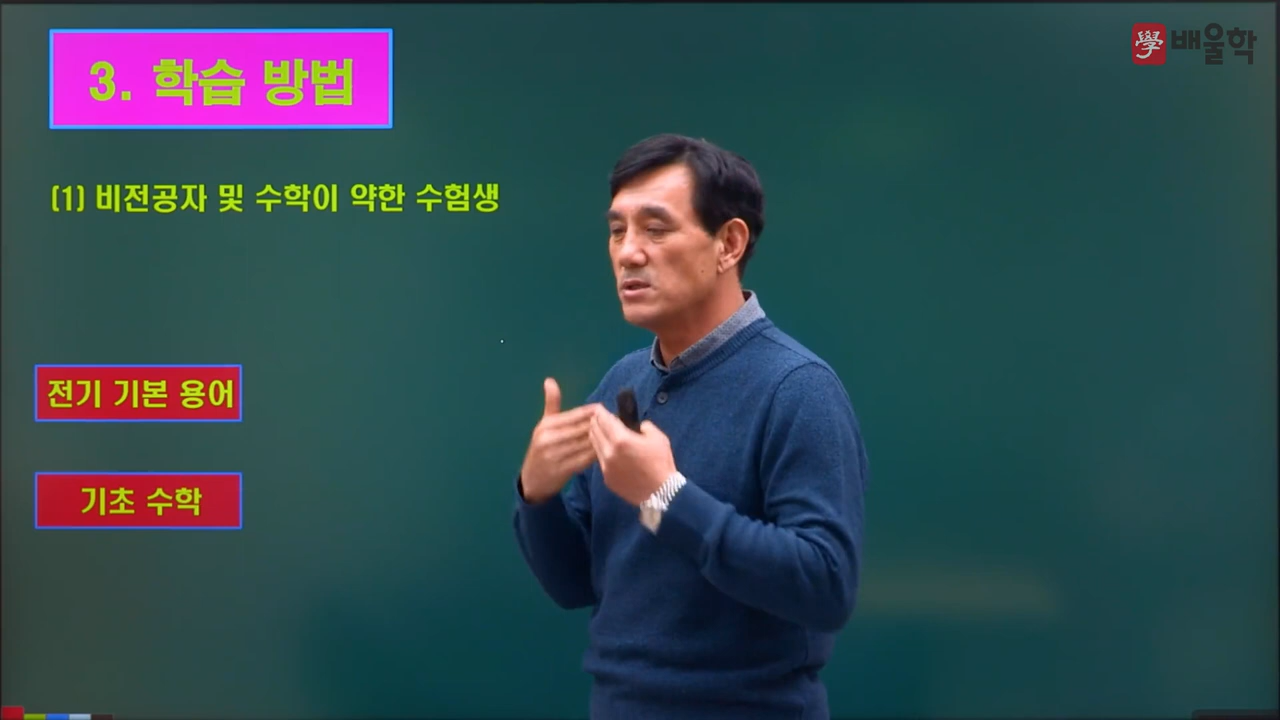 3. 학습 방법
學 배울학
(1) 비전공자 및 수학이 약한 수험생
전기 기본 용어
기초 수학